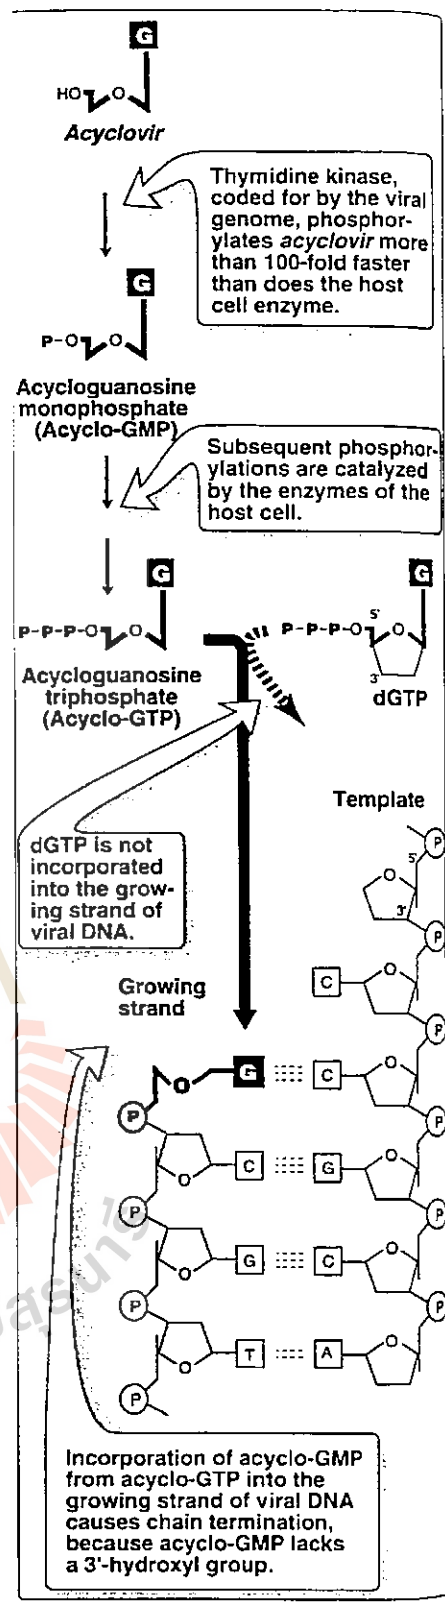 G
HO O
Acyclovir
Thymidine kinase,
coded for by the viral
genome, phosphor-
ylates acyclovir more
than 100-fold faster
than does the host
cell enzyme.
G
P-O O
Acycloguanosine
monophosphate
(Acyclo-GMP)
Subsequent phosphor-
ylations are catalyzed
by the enzymes of the
host cell.
G
P-P-P-O O
Acycloguanosine
triphosphate
(Acyclo-GTP)
G
P-P-P-O 5' O
3'
dGTP
dGTP is not
incorporated
into the grow-
ing strand of
viral DNA.
Template
P
5'
O
3'
P
C O
P
Growing
strand
O G C O
P P
O C G O
P P
O G C O
P P
O T A O
P
Incorporation of acyclo-GMP
from acyclo-GTP into the
growing strand of viral DNA
causes chain termination,
because acyclo-GMP lacks
a 3'-hydroxyl group.